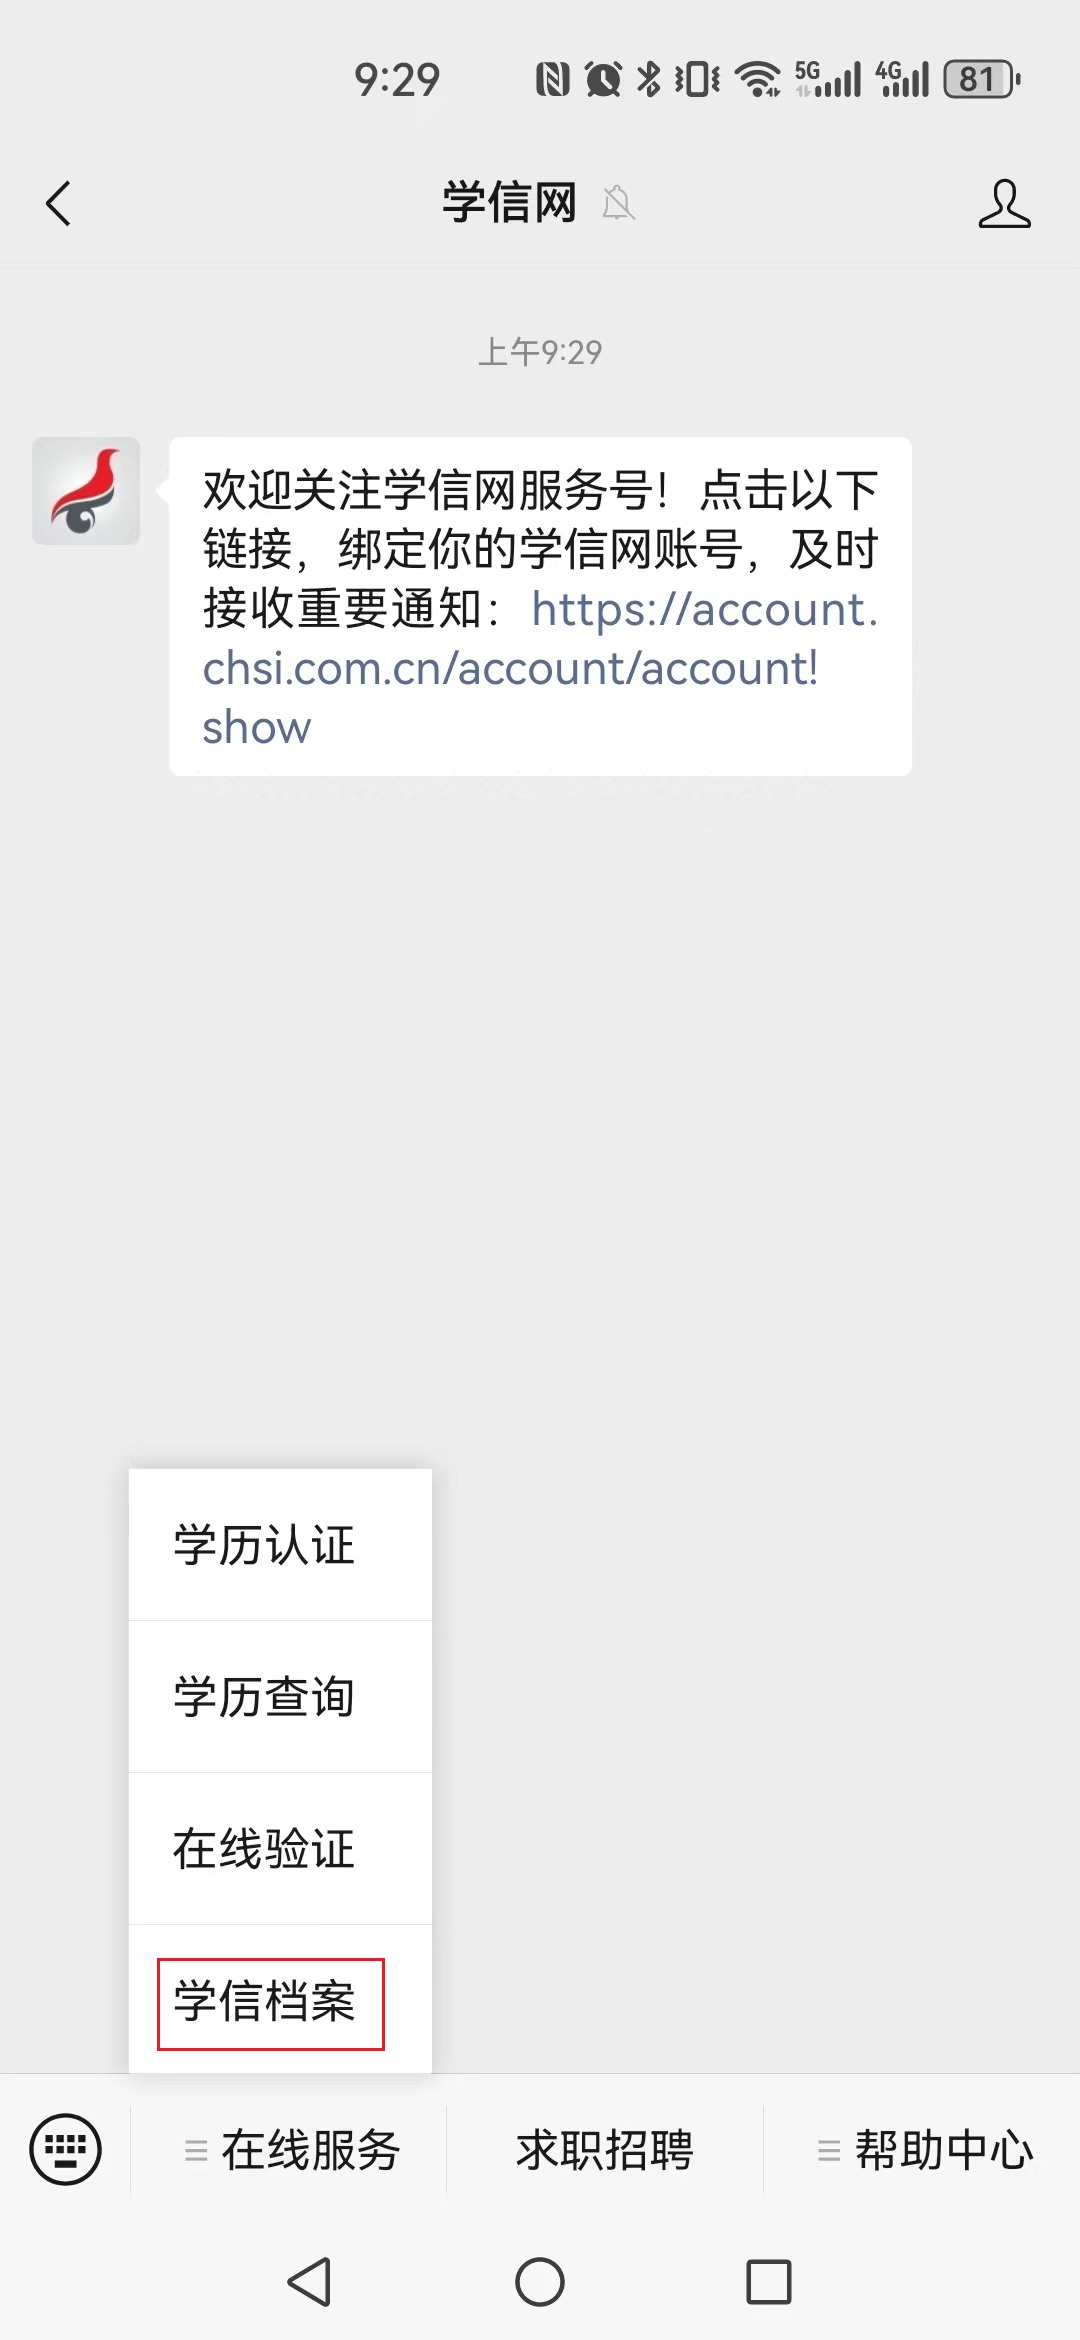 9:29
5G
4G
81
学信网
上午9:29
欢迎关注学信网服务号！点击以下
链接，绑定你的学信网账号，及时
接收重要通知：https://account.
chsi.com.cn/account/account!
show
学历认证
学历查询
在线验证
学信档案
在线服务
求职招聘
帮助中心